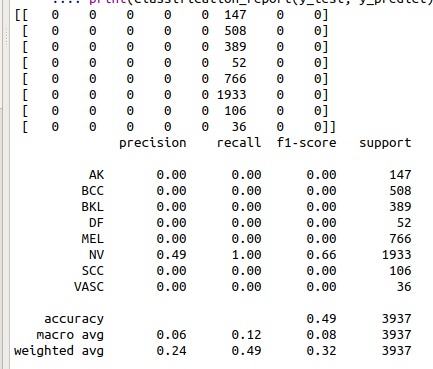 .... print(classification_report(y_test, y_predict)
[[   0    0    0    0    0  147    0    0]
[   0    0    0    0    0  508    0    0]
[   0    0    0    0    0  389    0    0]
[   0    0    0    0    0   52    0    0]
[   0    0    0    0    0  766    0    0]
[   0    0    0    0    0 1933    0    0]
[   0    0    0    0    0  106    0    0]
[   0    0    0    0    0   36    0    0]]
precision    recall  f1-score   support
AK       0.00      0.00      0.00       147
BCC       0.00      0.00      0.00       508
BKL       0.00      0.00      0.00       389
DF       0.00      0.00      0.00        52
MEL       0.00      0.00      0.00       766
NV       0.49      1.00      0.66      1933
SCC       0.00      0.00      0.00       106
VASC       0.00      0.00      0.00        36
accuracy                           0.49      3937
macro avg       0.06      0.12      0.08      3937
weighted avg       0.24      0.49      0.32      3937